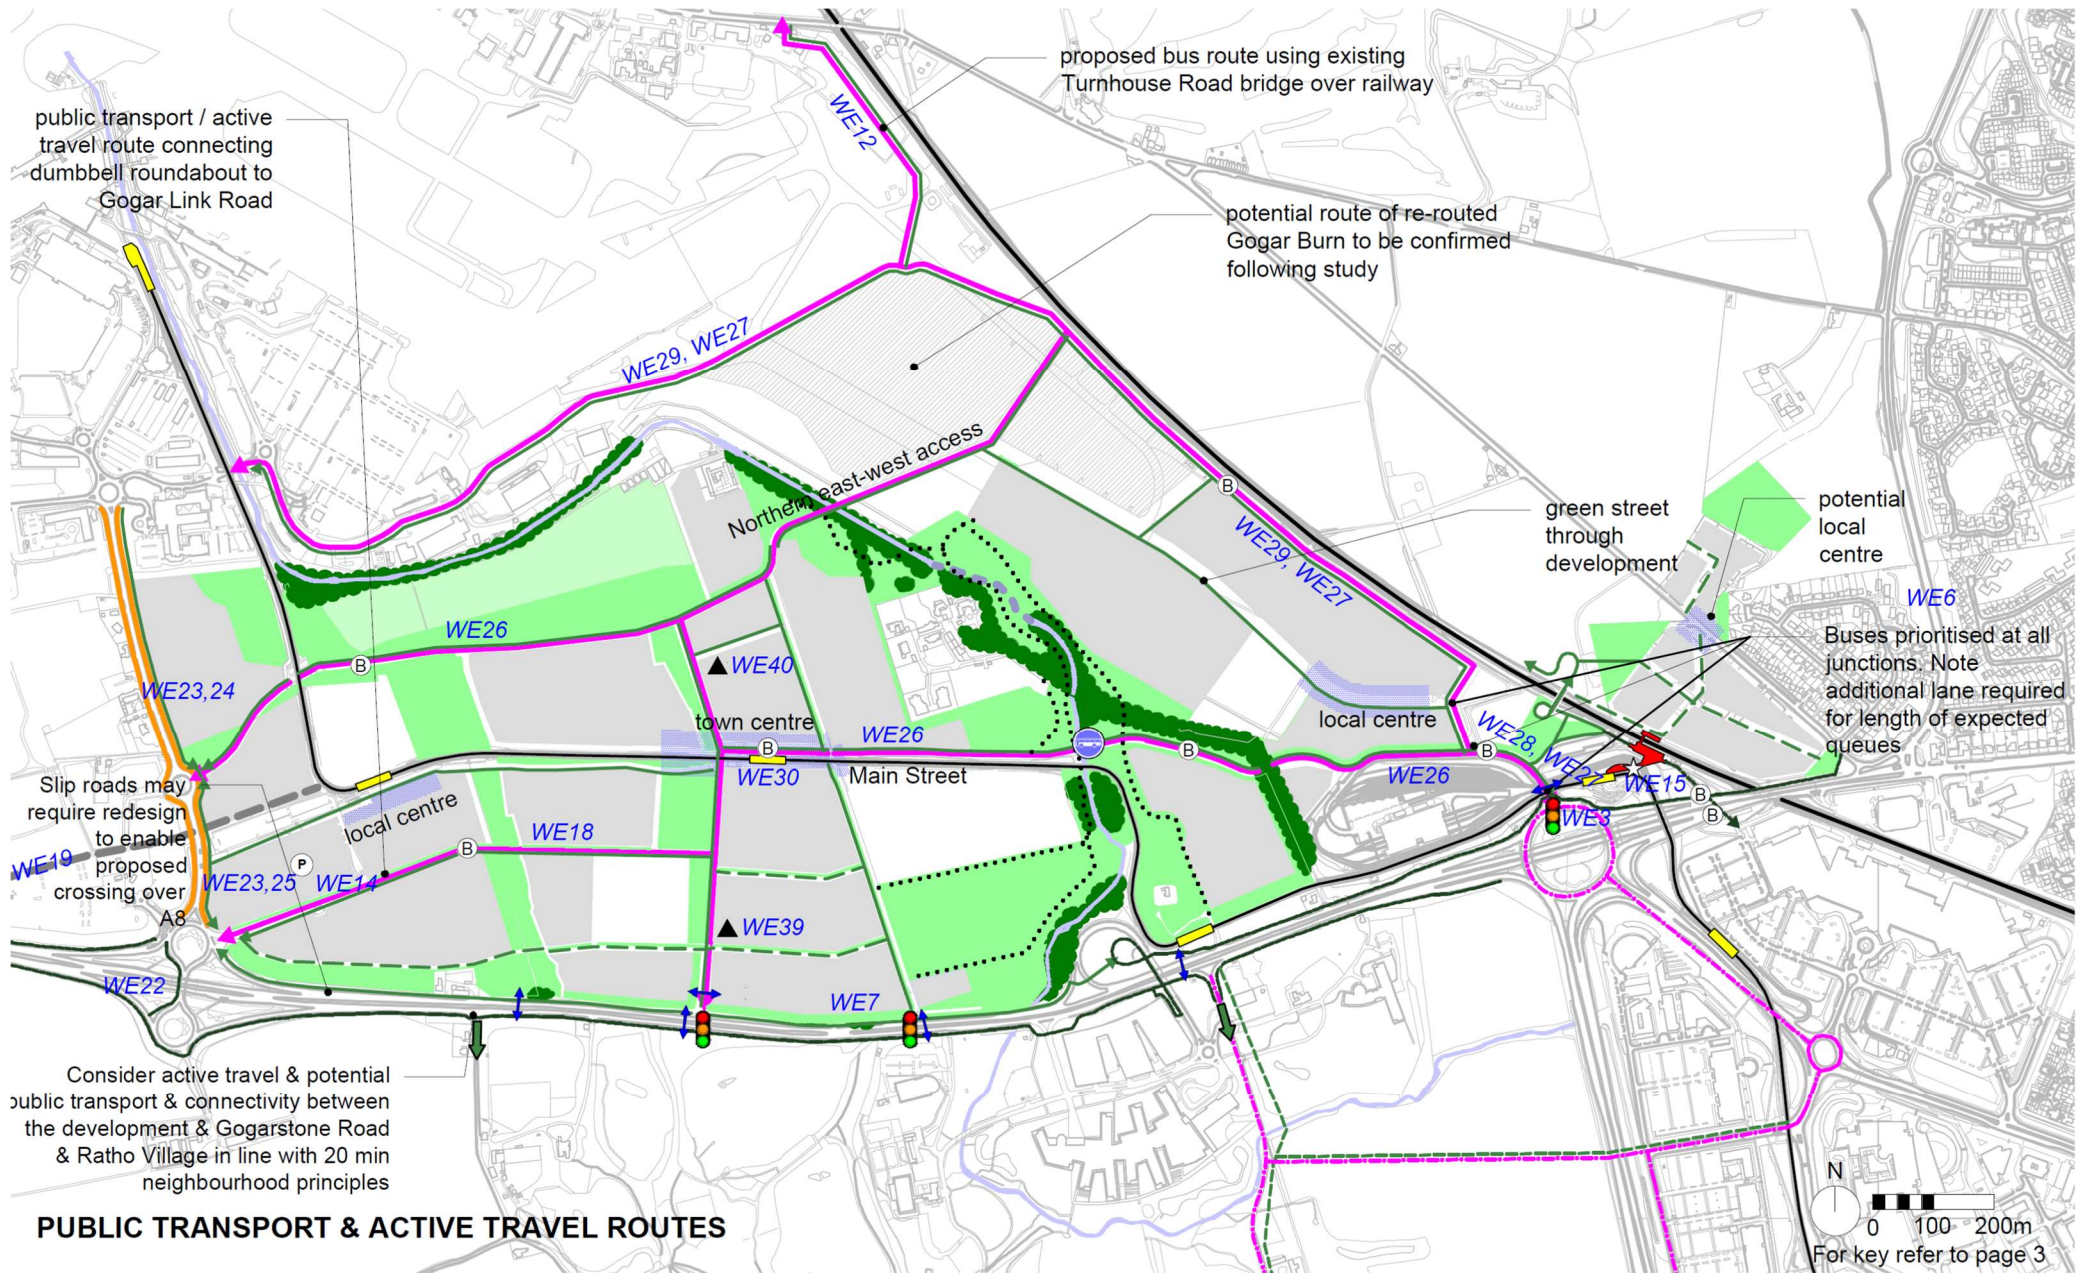 proposed bus route using existing
Turnhouse Road bridge over railway
WE12
public transport / active
travel route connecting
dumbbell roundabout to
Gogar Link Road
potential route of re-routed
Gogar Burn to be confirmed
following study
WE29, WE27
Northern east-west access
B
WE29, WE27
green street
through
development
potential
local
centre
WE6
Buses prioritised at all
junctions. Note
additional lane required
for length of expected
queues
WE26
B
WE40
WE23,24
town centre
B
WE26
WE30
Main Street
B
local centre
B
WE28,
WE26
WE15
B
B
WE3
Slip roads may
require redesign
to enable
proposed
crossing over
A8
local centre
WE18
B
P
WE19
WE23,25
WE14
WE39
WE22
WE7
Consider active travel & potential
public transport & connectivity between
the development & Gogarstone Road
& Ratho Village in line with 20 min
neighbourhood principles
PUBLIC TRANSPORT & ACTIVE TRAVEL ROUTES
N
0 100 200m
For key refer to page 3